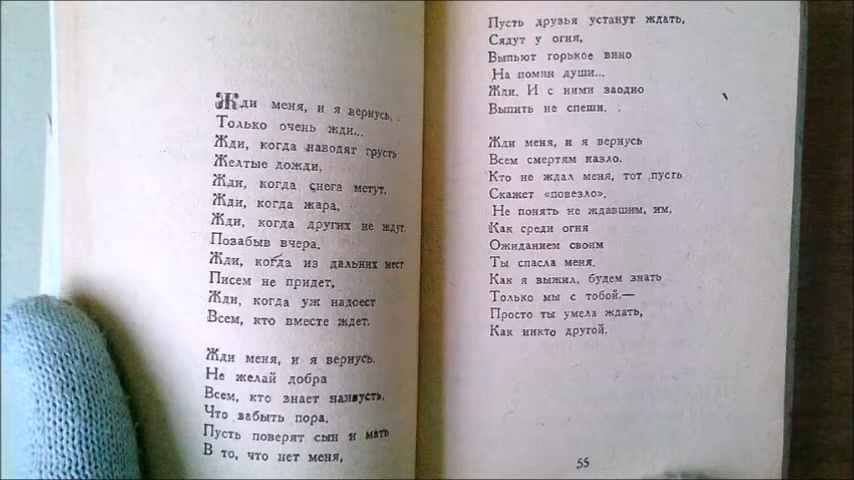 Жди меня, и я вернусь.
Только очень жди...
Жди, когда наводят грусть
Желтые дожди,
Жди, когда снега метут,
Жди, когда жара,
Жди, когда других не ждут,
Позабыв вчера.
Жди, когда из дальних мест
Писем не придет,
Жди, когда уж надоест
Всем, кто вместе ждет.
Жди меня, и я вернусь.
Не желай добра
Всем, кто знает наизусть,
Что забыть пора.
Пусть поверят сын и мать
В то, что нет меня,
Пусть друзья устанут ждать,
Сядут у огня,
Выпьют горькое вино
На помин души...
Жди. И с ними заодно
Выпить не спеши.
Жди меня, и я вернусь
Всем смертям назло.
Кто не ждал меня, тот пусть
Скажет «повезло».
Не понять не ждавшим, им,
Как среди огня
Ожиданием своим
Ты спасла меня.
Как я выжил, будем знать
Только мы с тобой,—
Просто ты умела ждать,
Как никто другой.
55